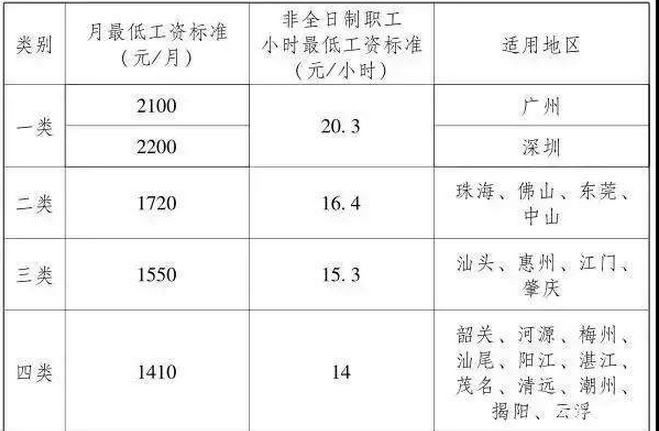 类别
月最低工资标准
(元/月)
非全日制职工
小时最低工资标准
(元/小时)
适用地区
一类
2100
20.3
广州
2200
深圳
二类
1720
16.4
珠海、佛山、东莞、
中山
三类
1550
15.3
汕头、惠州、江门、
肇庆
四类
1410
14
韶关、河源、梅州、
汕尾、阳江、湛江、
茂名、清远、潮州、
揭阳、云浮